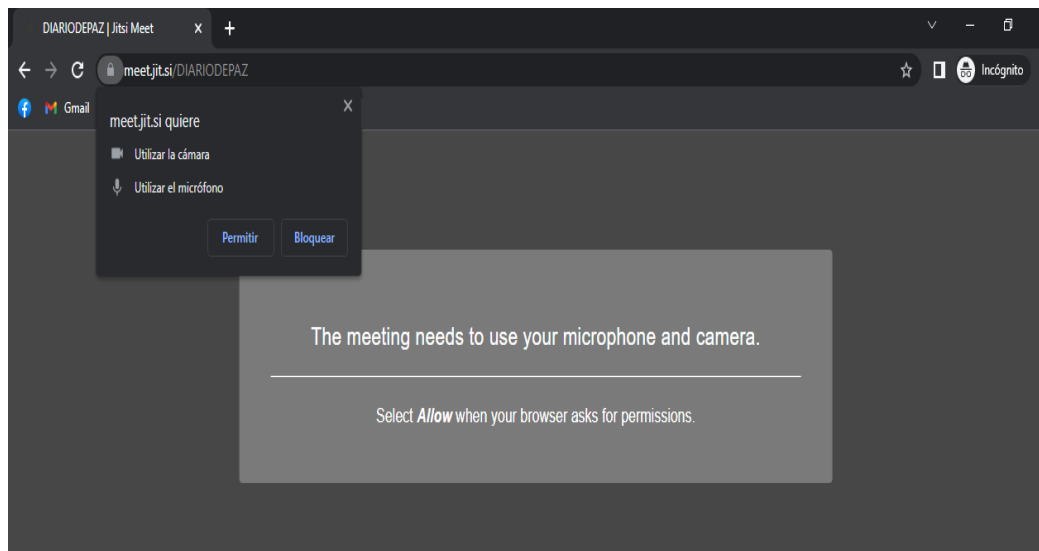 DIARIODEPAZ | Jitsi Meet
meet.jit.si/DIARIODEPAZ
Incógnito
Gmail
meet.jit.si quiere
Utilizar la cámara
Utilizar el micrófono
Permitir Bloquear
The meeting needs to use your microphone and camera.
Select Allow when your browser asks for permissions.